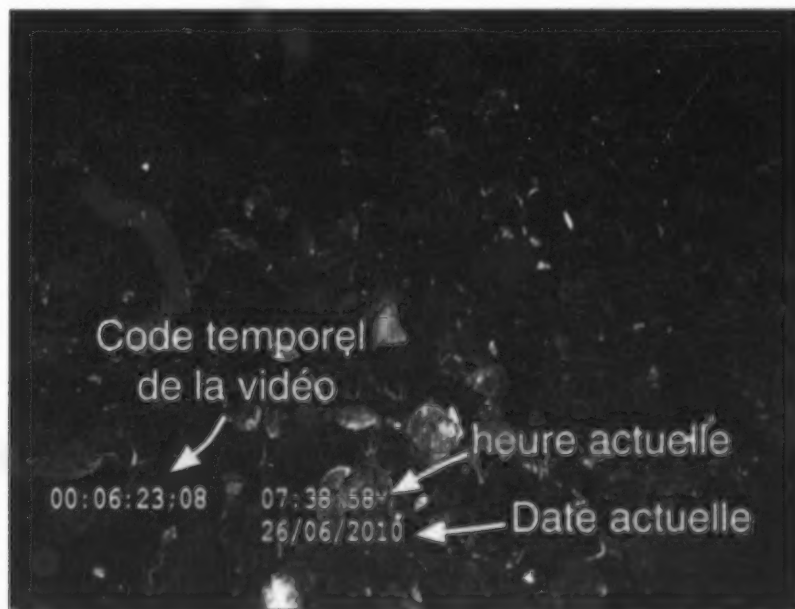 Code temporel
de la vidéo
heure actuelle
00:06:23;08
07:38:58
26/06/2010
Date actuelle